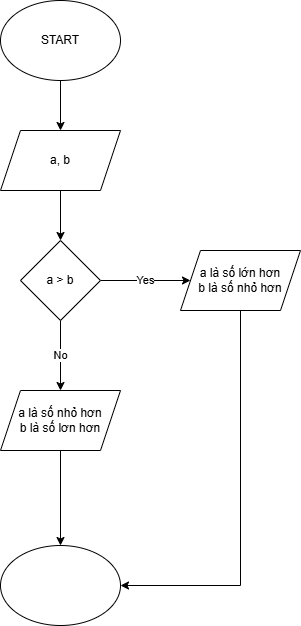 START
a, b
a > b
Yes
a là số lớn hơn
b là số nhỏ hơn
No
a là số nhỏ hơn
b là số lơn hơn